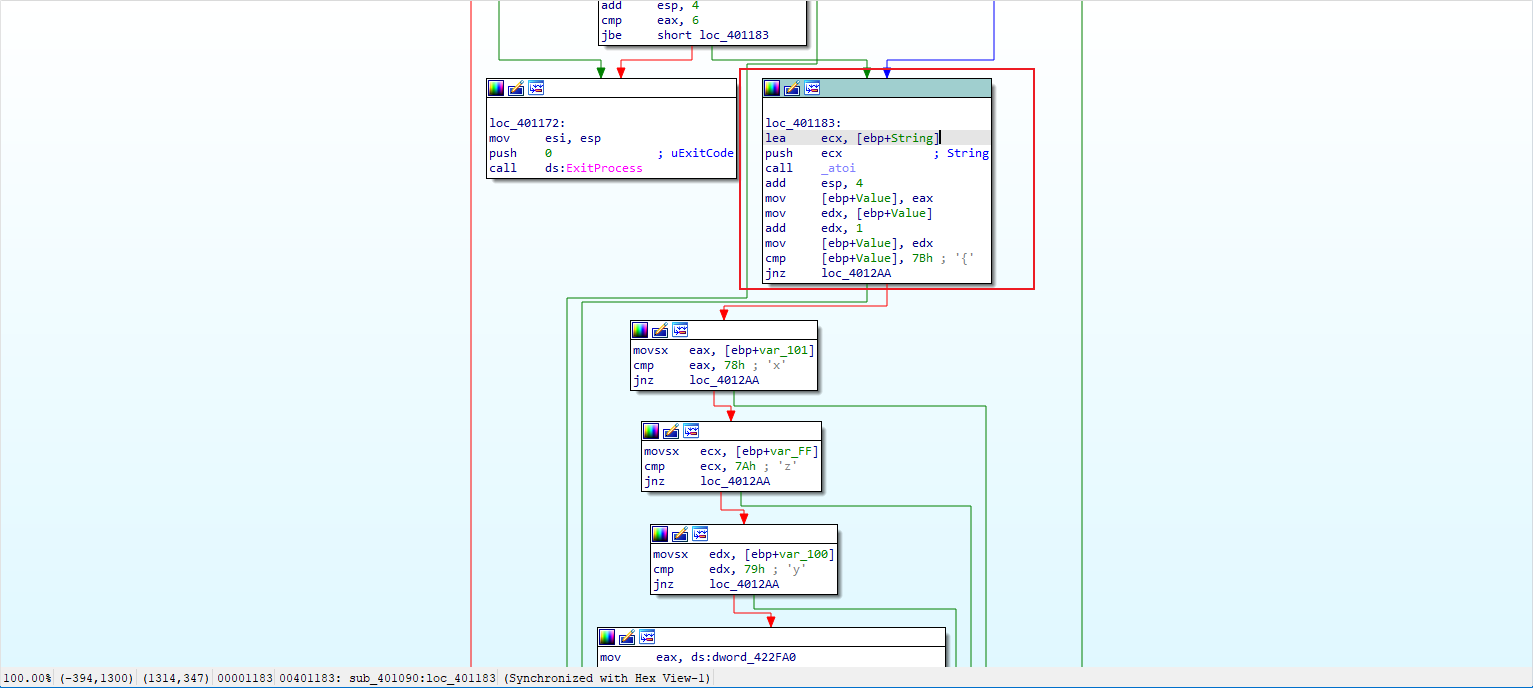 add     esp, 4
cmp     eax, 6
jbe     short loc_401183
loc_401172:
mov     esi, esp
push    0               ; uExitCode
call    ds:ExitProcess
loc_401183:
lea     ecx, [ebp+String]
push    ecx             ; String
call    _atoi
add     esp, 4
mov     [ebp+Value], eax
mov     edx, [ebp+Value]
add     edx, 1
mov     [ebp+Value], edx
cmp     [ebp+Value], 7Bh ; '{'
jnz     loc_4012AA
movsx   eax, [ebp+var_101]
cmp     eax, 78h ; 'x'
jnz     loc_4012AA
movsx   ecx, [ebp+var_FF]
cmp     ecx, 7Ah ; 'z'
jnz     loc_4012AA
movsx   edx, [ebp+var_100]
cmp     edx, 79h ; 'y'
jnz     loc_4012AA
mov     eax, ds:dword_422FA0
100.00% (-394,1300) (1314,347) 00001183 00401183: sub_401090:loc_401183 (Synchronized with Hex View-1)